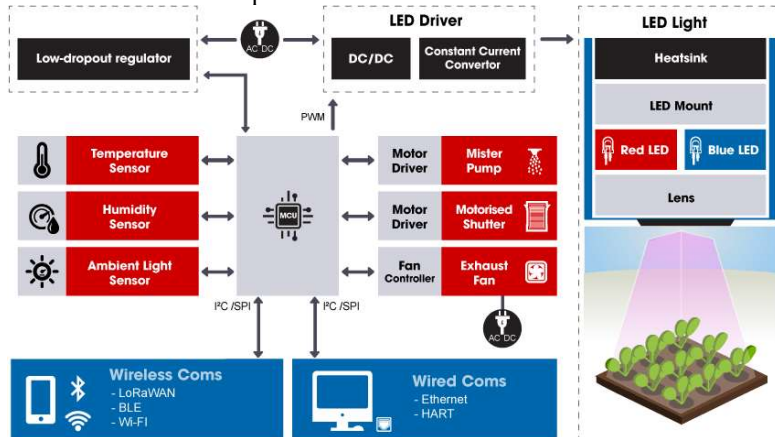 LED Driver
LED Light
AC DC
Low-dropout regulator
DC/DC
Constant Current
Convertor
Heatsink
LED Mount
PWM
Red LED
Blue LED
Lens
Temperature
Sensor
Motor
Driver
Mister
Pump
Humidity
Sensor
MCU
Motor
Driver
Motorised
Shutter
Ambient Light
Sensor
Fan
Controller
Exhaust
Fan
I²C /SPI
I²C /SPI
AC DC
Wireless Coms
- LoRaWAN
- BLE
- Wi-FI
Wired Coms
- Ethernet
- HART